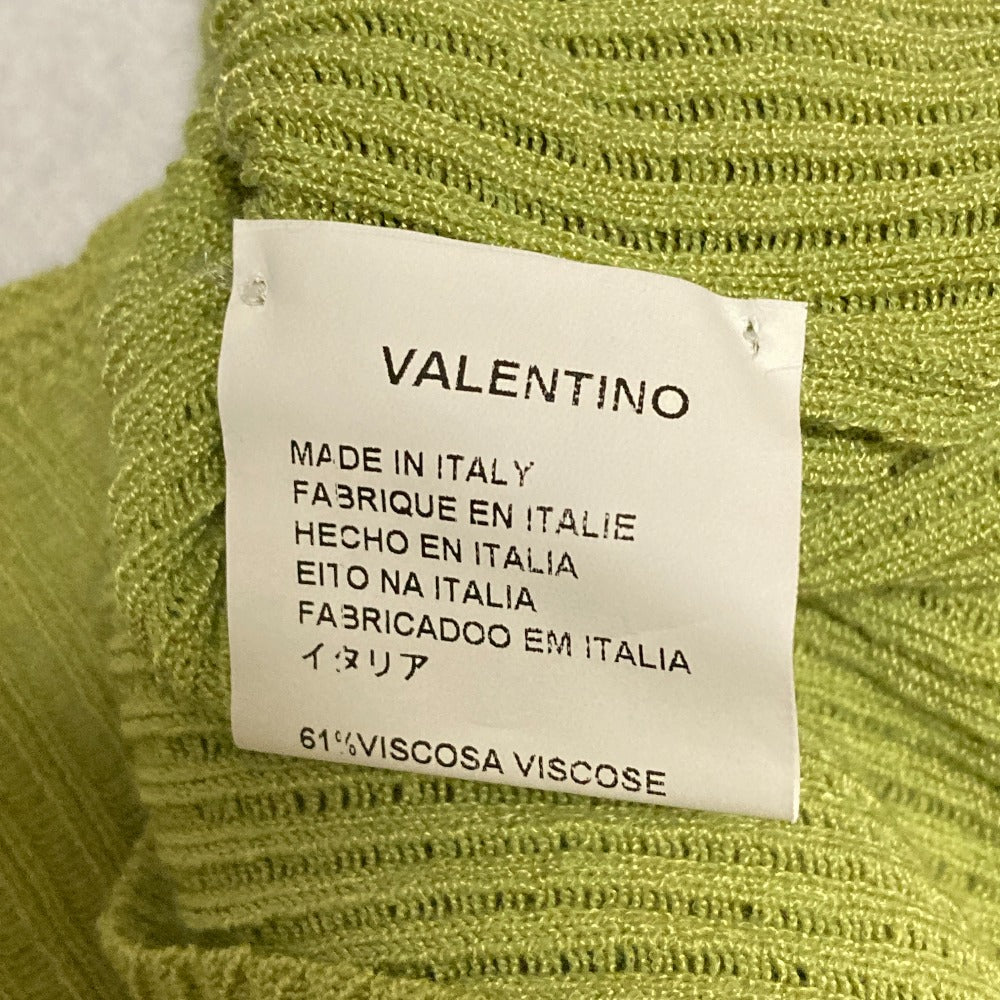 VALENTINO
MADE IN ITALY
FABRIQUE EN ITALIE
HECHO EN ITALIA
EITO NA ITALIA
FABRICADOO EM ITALIA
イタリア
61%VISCOSA VISCOSE